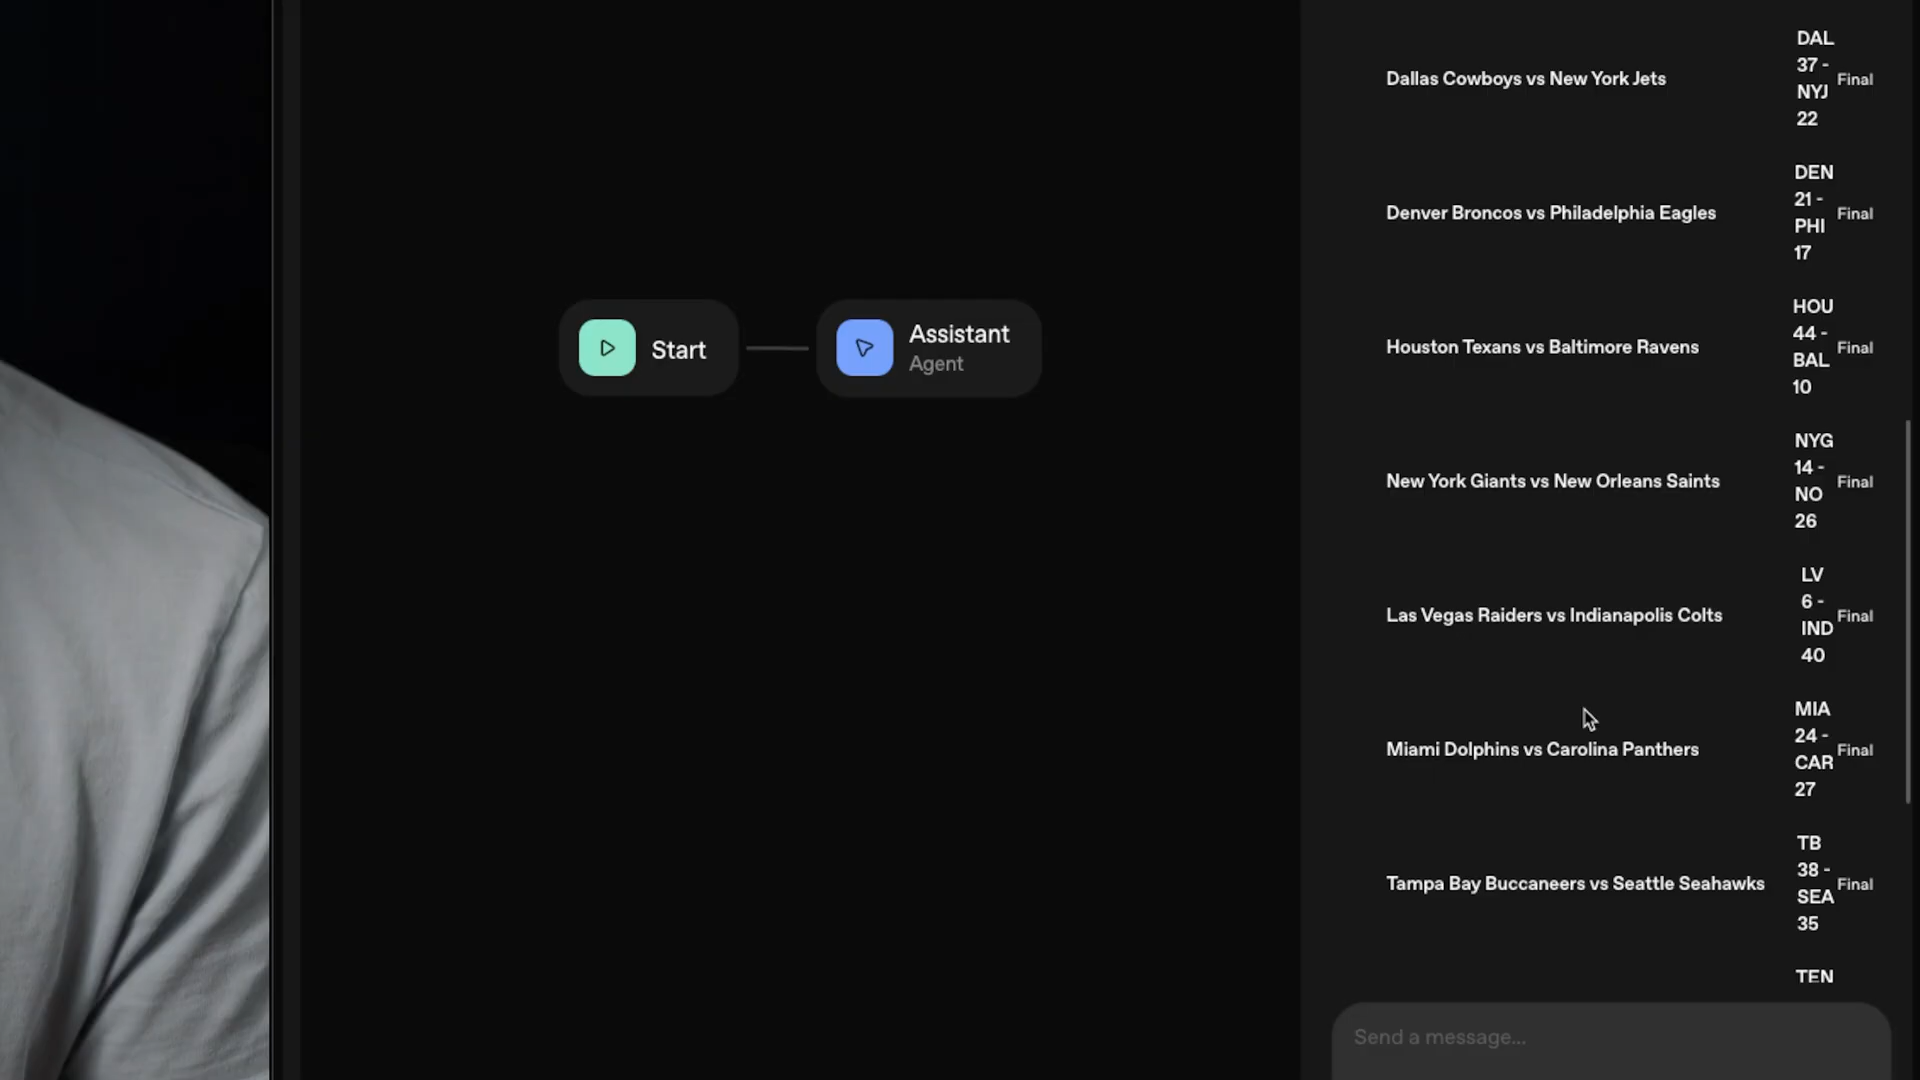 Start
Assistant
Agent
Dallas Cowboys vs New York Jets
DAL
37 -
NYJ
22
Final
Denver Broncos vs Philadelphia Eagles
DEN
21 -
PHI
17
Final
Houston Texans vs Baltimore Ravens
HOU
44 -
BAL
10
Final
New York Giants vs New Orleans Saints
NYG
14 -
NO
26
Final
Las Vegas Raiders vs Indianapolis Colts
LV
6 -
IND
40
Final
Miami Dolphins vs Carolina Panthers
MIA
24 -
CAR
27
Final
Tampa Bay Buccaneers vs Seattle Seahawks
TB
38 -
SEA
35
Final
TEN
Send a message...